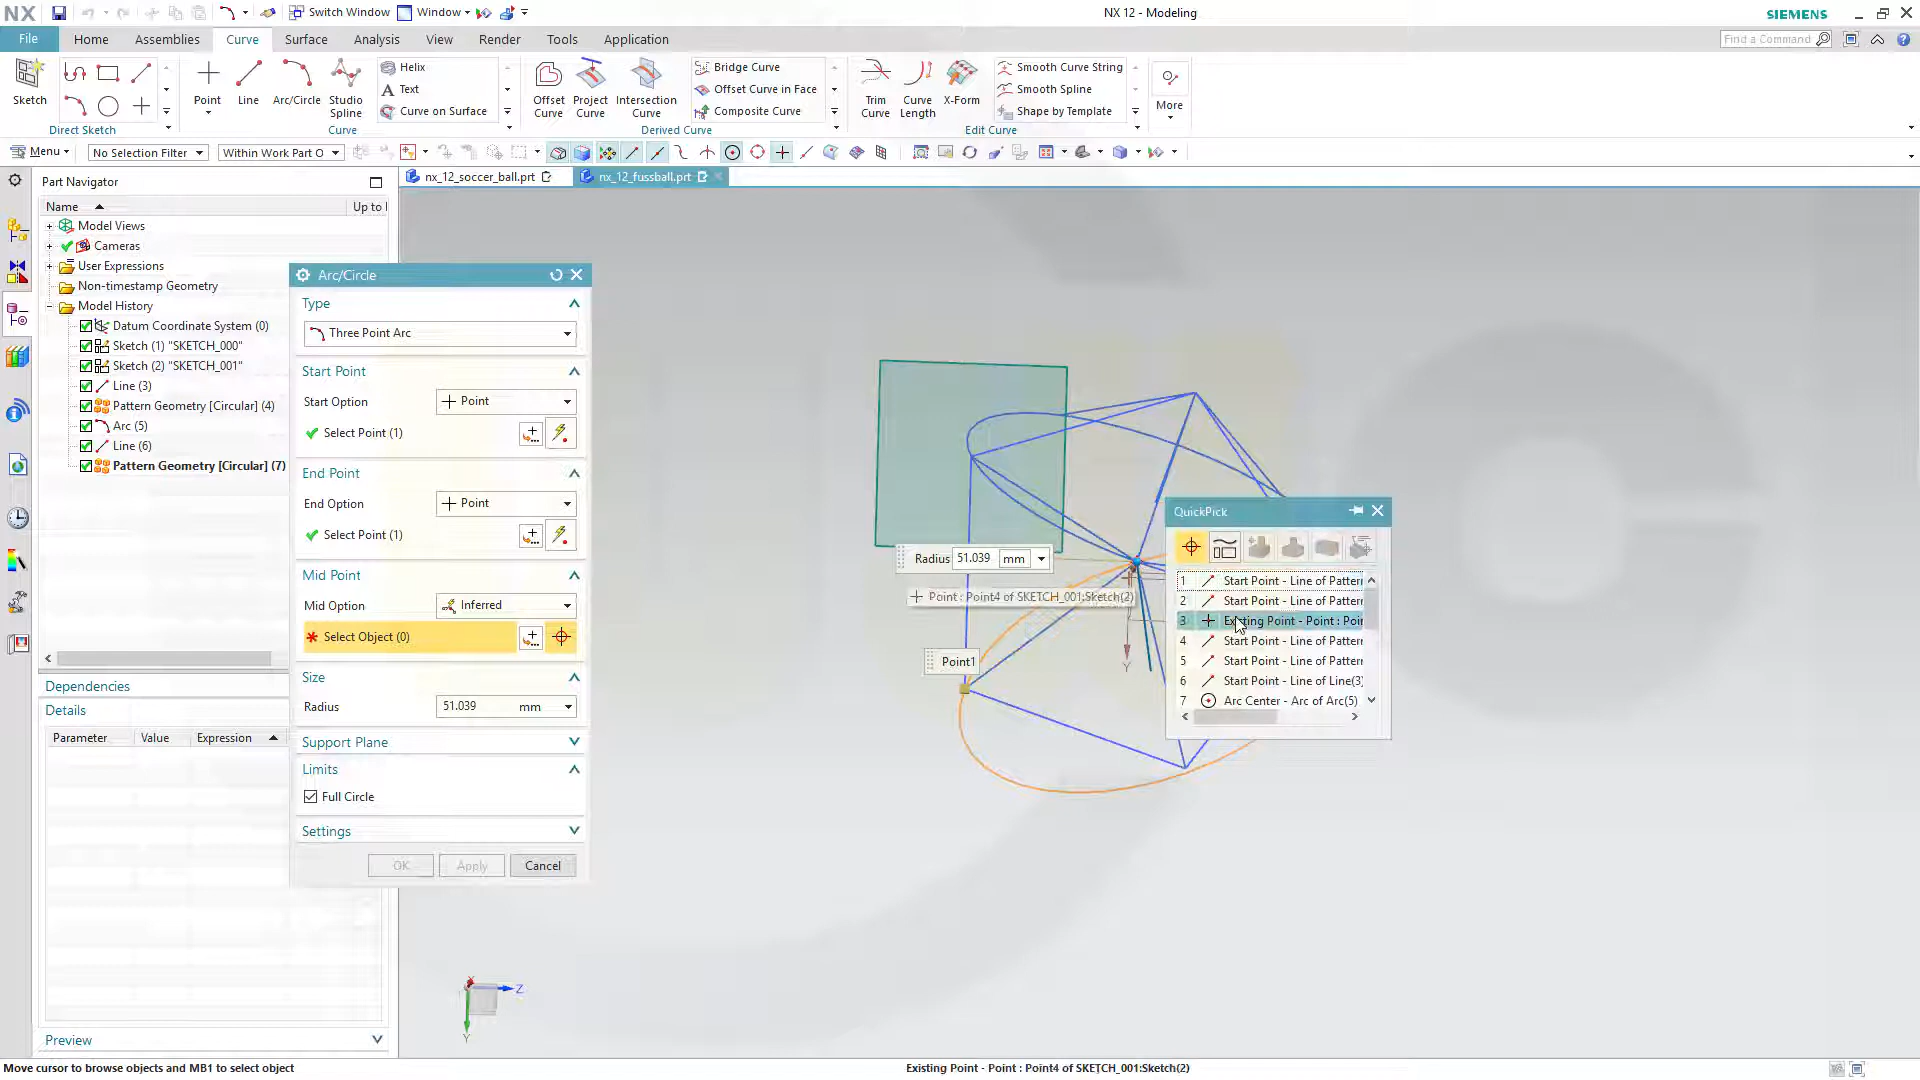 NX
Switch Window
Window
NX 12 - Modeling
SIEMENS
File
Home
Assemblies
Curve
Surface
Analysis
View
Render
Tools
Application
Find a Command
Sketch
Point
Line
Arc/Circle
Studio Spline
Helix
Text
Curve on Surface
Offset Curve
Project Curve
Intersection Curve
Bridge Curve
Offset Curve in Face
Composite Curve
Trim Curve
Curve Length
X-Form
Smooth Curve String
Smooth Spline
Shape by Template
More
Direct Sketch
Curve
Derived Curve
Edit Curve
Menu
No Selection Filter
Within Work Part O
Part Navigator
nx_12_soccer_ball.prt
nx_12_fussball.prt
Name
Up to
Model Views
Cameras
User Expressions
Non-timestamp Geometry
Model History
Datum Coordinate System (0)
Sketch (1) "SKETCH_000"
Sketch (2) "SKETCH_001"
Line (3)
Pattern Geometry [Circular] (4)
Arc (5)
Line (6)
Pattern Geometry [Circular] (7)
Dependencies
Details
Parameter
Value
Expression
Preview
Arc/Circle
Type
Three Point Arc
Start Point
Start Option
Point
Select Point (1)
End Point
End Option
Point
Select Point (1)
Mid Point
Mid Option
Inferred
Select Object (0)
Size
Radius
51.039
mm
Support Plane
Limits
Full Circle
Settings
OK
Apply
Cancel
Radius
51.039
mm
Point : Point4 of SKETCH_001:Sketch(2)
Point1
Y
QuickPick
1 Start Point - Line of Patterr
2 Start Point - Line of Patterr
3 Existing Point - Point : Poir
4 Start Point - Line of Patterr
5 Start Point - Line of Patterr
6 Start Point - Line of Line(3)
7 Arc Center - Arc of Arc(5)
X
Z
Y
Move cursor to browse objects and MB1 to select object
Existing Point - Point : Point4 of SKETCH_001:Sketch(2)